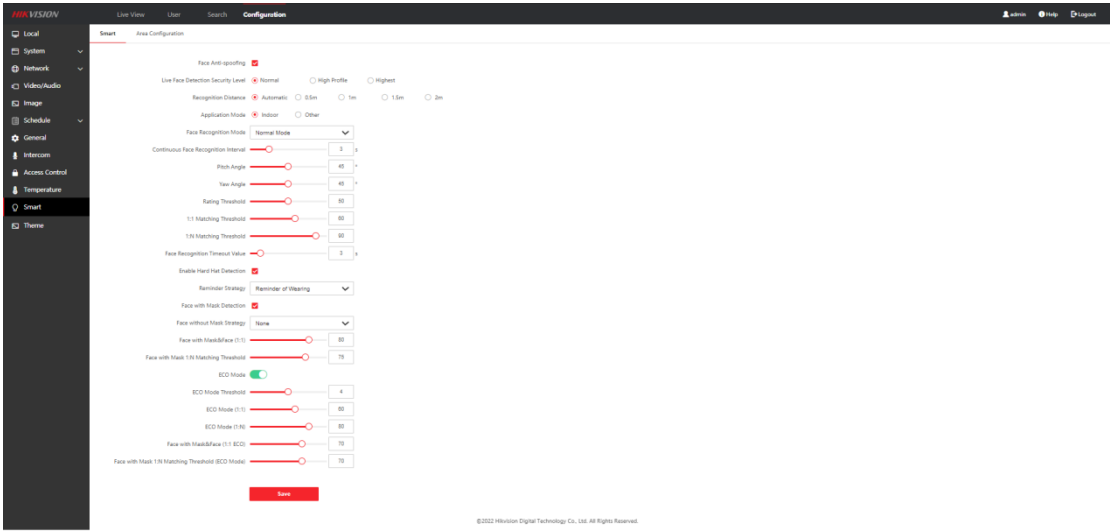 HIKVISION Live View User Search Configuration admin Help Logout
Local
System
Network
Video/Audio
Image
Schedule
General
Intercom
Access Control
Temperature
Smart
Theme
Smart Area Configuration
Face Anti-spoofing
Live Face Detection Security Level Normal High Profile Highest
Recognition Distance Automatic 0.5m 1m 1.5m 2m
Application Mode Indoor Other
Face Recognition Mode Normal Mode
Continuous Face Recognition Interval 3 s
Pitch Angle 45 °
Yaw Angle 45 °
Rating Threshold 50
1:1 Matching Threshold 60
1:N Matching Threshold
Face Recognition Timeout Value 3 s
Enable Hard Hat Detection
Reminder Strategy Reminder of Wearing
Face with Mask Detection
Face without Mask Strategy None
Face with Mask&Face (1:1)
Face with Mask 1:N Matching Threshold
ECO Mode
ECO Mode Threshold 4
ECO Mode (1:1) 60
ECO Mode (1:N) 80
Face with Mask&Face (1:1 ECO) 70
Face with Mask 1:N Matching Threshold (ECO Mode) 70
Save
©2022 Hikvision Digital Technology Co., Ltd. All Rights Reserved.